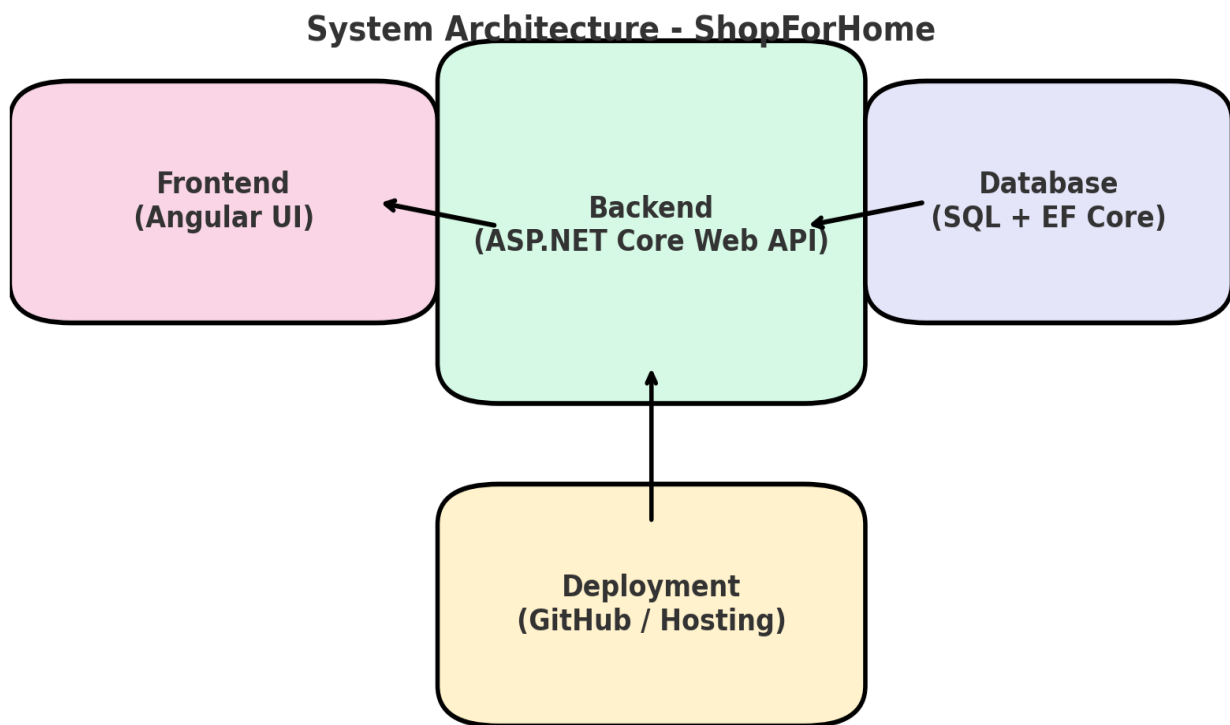 System Architecture - ShopForHome
Frontend
(Angular UI)
Backend
(ASP.NET Core Web API)
Database
(SQL + EF Core)
Deployment
(GitHub / Hosting)